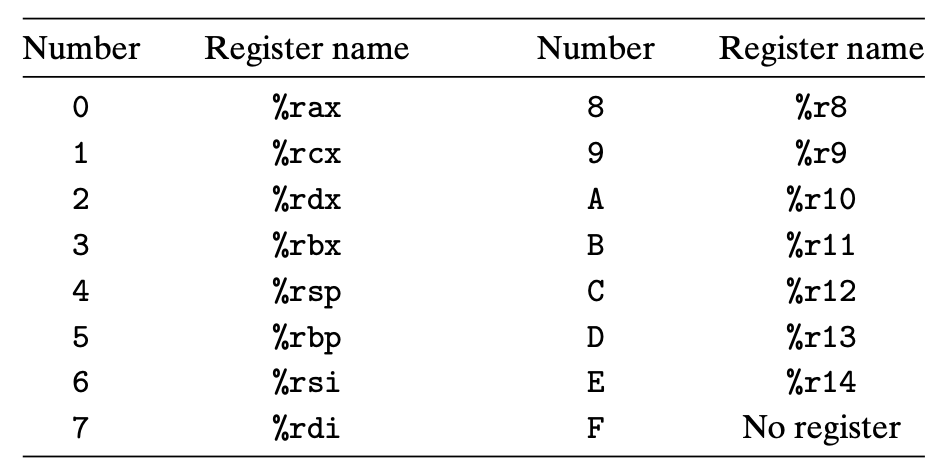 Number Register name Number Register name
0 %rax 8 %r8
1 %rcx 9 %r9
2 %rdx A %r10
3 %rbx B %r11
4 %rsp C %r12
5 %rbp D %r13
6 %rsi E %r14
7 %rdi F No register